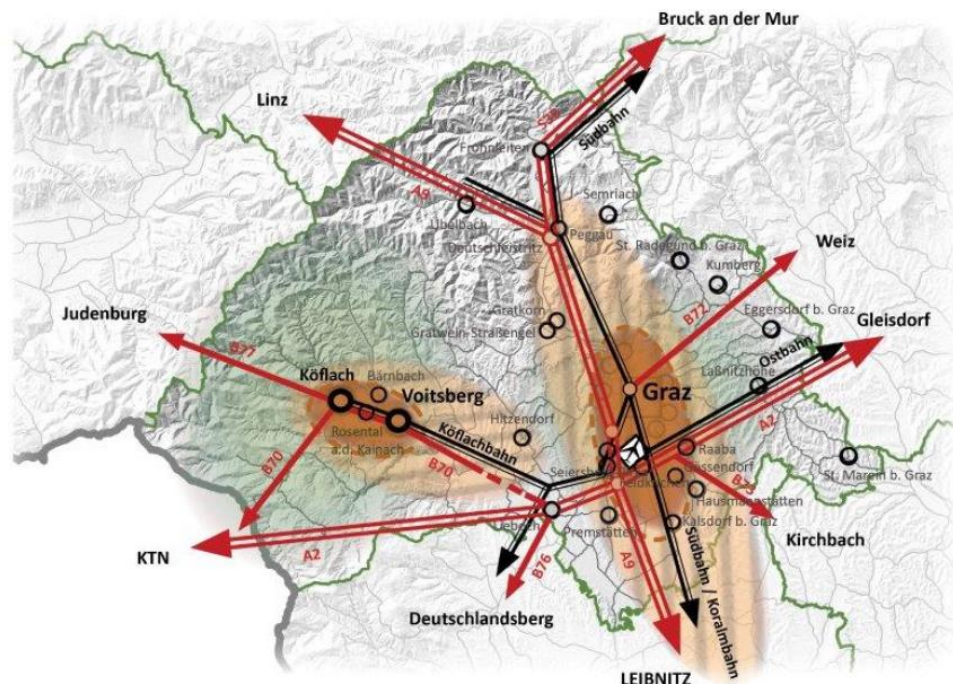 Bruck an der Mur
Linz
S35
Südbahn
Frohnleiten
A9
Semriach
Übelbach
Peggau
Deutschfeistritz
St. Radegund b. Graz
Weiz
Kumberg
B72
Eggersdorf b. Graz
Gleisdorf
Judenburg
B77
Gratkorn
Gratwein-Straßengel
Ostbahn
Laßnitzhöhe
Köflach
Bärnbach
Voitsberg
Graz
A2
Rosental
a.d. Kainach
Hitzendorf
Köflachbahn
B70
B70
Raaba
St. Marein b. Graz
Gössendorf
B73
Hausmannstätten
Kalsdorf b. Graz
Lieboch
Premstätten
Kirchbach
KTN
A2
B76
A9
Südbahn / Koralmbahn
Deutschlandsberg
LEIBNITZ